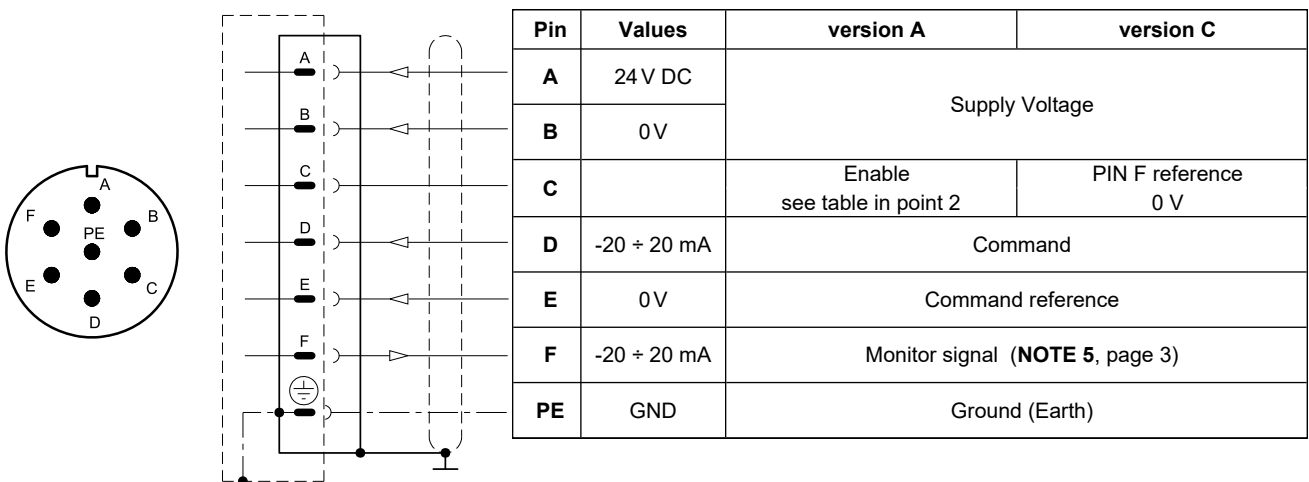 A
F
B
PE
E
C
D
A
B
C
D
E
F
Pin Values version A version C
A 24 V DC Supply Voltage
B 0 V
C Enable PIN F reference
see table in point 2 0 V
D -20 ÷ 20 mA Command
E 0 V Command reference
F -20 ÷ 20 mA Monitor signal (NOTE 5, page 3)
PE GND Ground (Earth)